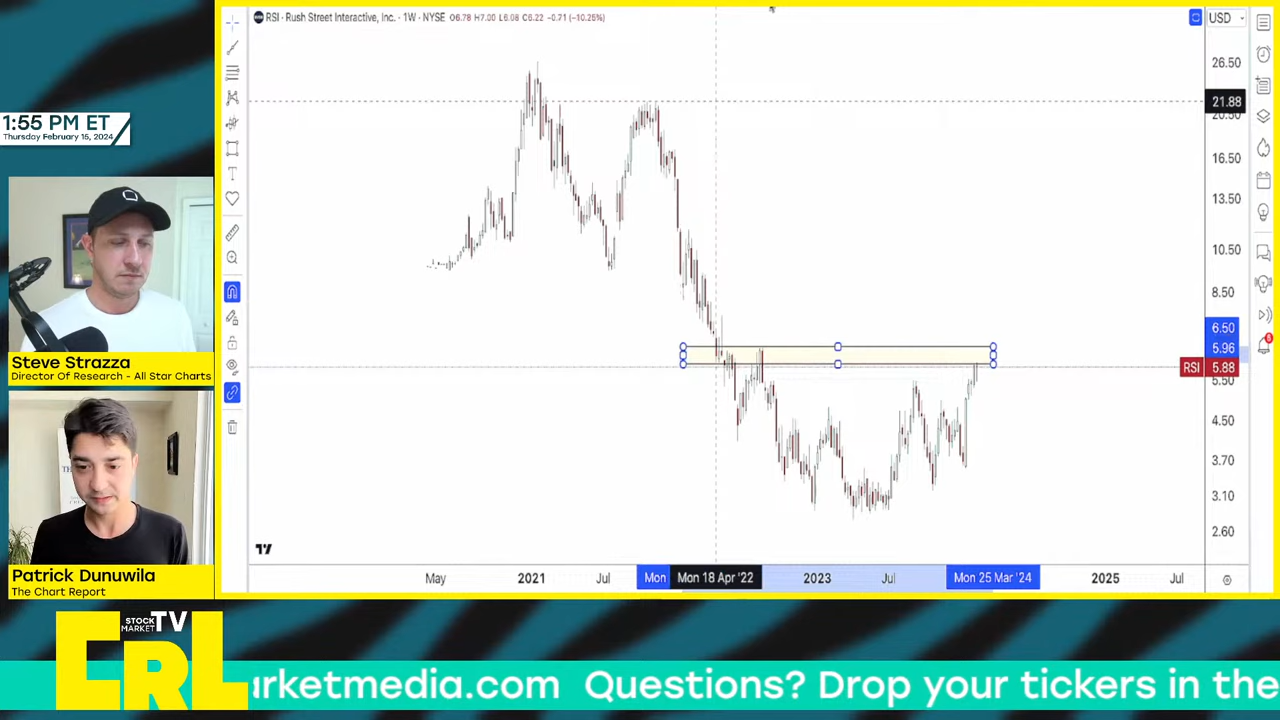 RSI · Rush Street Interactive, Inc. · 1W · NYSE O6.78 H7.00 L6.08 C6.22 -0.71 (-10.25%)
USD
26.50
21.88
16.50
13.50
10.50
8.50
6.50
5.96
RSI 5.88
5.50
4.50
3.70
3.10
2.60
May 2021 Jul Mon Mon 18 Apr '22 2023 Jul Mon 25 Mar '24 2025 Jul
1:55 PM ET
Thursday February 15, 2024
Steve Strazza
Director Of Research - All Star Charts
Patrick Dunuwila
The Chart Report
STOCK
MARKET
TV
ERL
arketmedia.com Questions? Drop your tickers in the